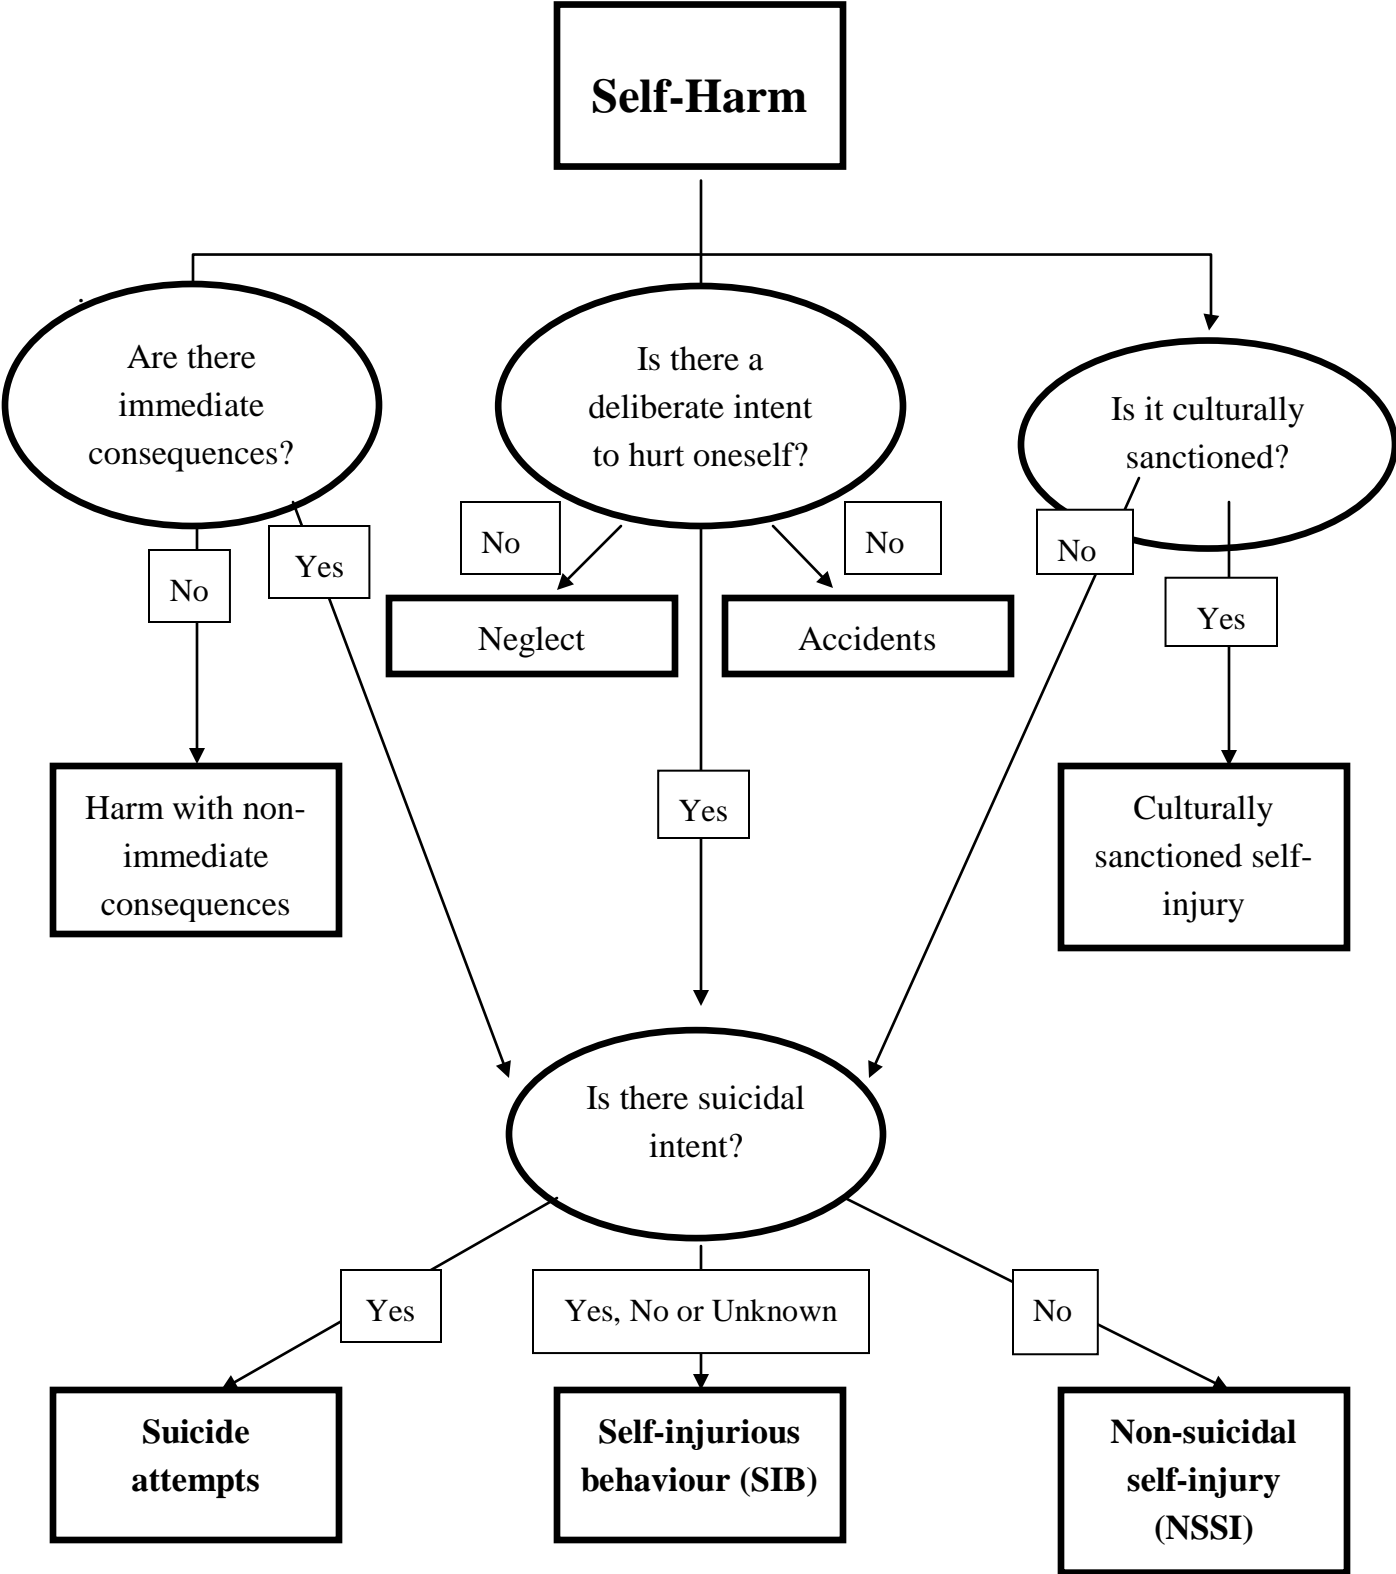 Self-Harm
Are there
immediate
consequences?
Is there a
deliberate intent
to hurt oneself?
Is it culturally
sanctioned?
No
Yes
No
No
No
Yes
Neglect
Accidents
Harm with non-
immediate
consequences
Yes
Culturally
sanctioned self-
injury
Is there suicidal
intent?
Yes
Yes, No or Unknown
No
Suicide
attempts
Self-injurious
behaviour (SIB)
Non-suicidal
self-injury
(NSSI)